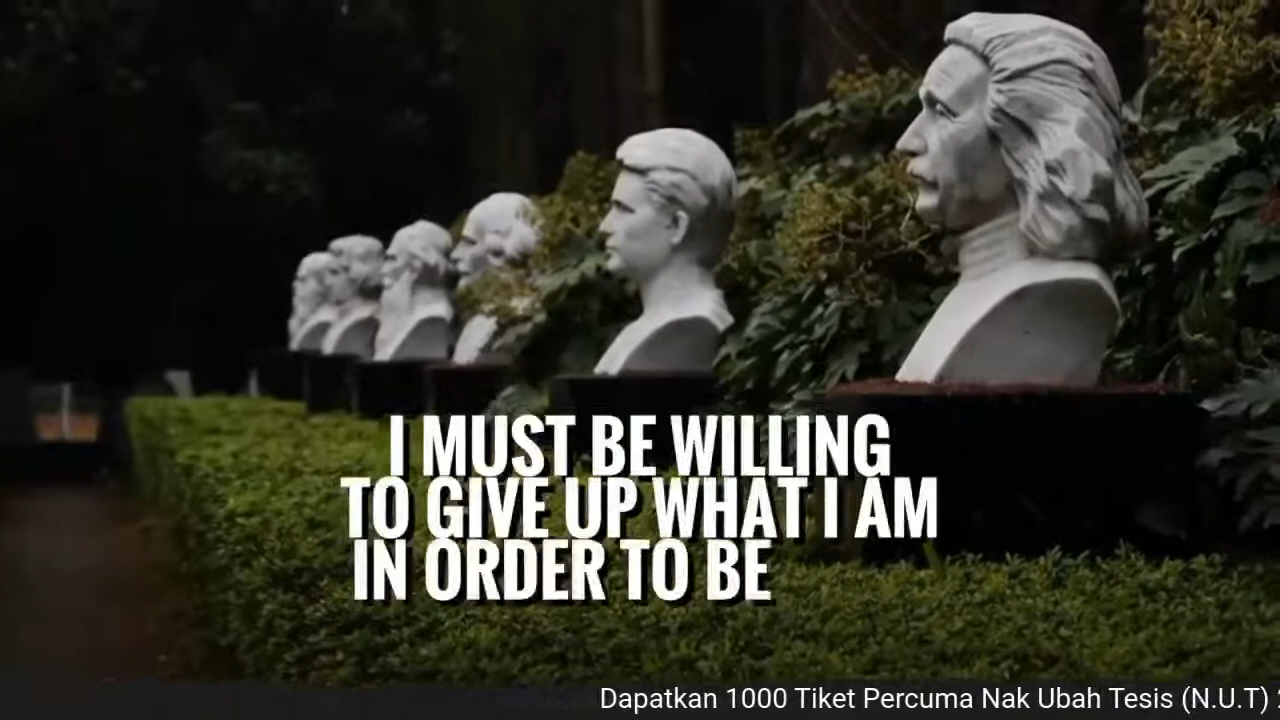 I MUST BE WILLING
TO GIVE UP WHAT I AM
IN ORDER TO BE
Dapatkan 1000 Tiket Percuma Nak Ubah Tesis (N.U.T)